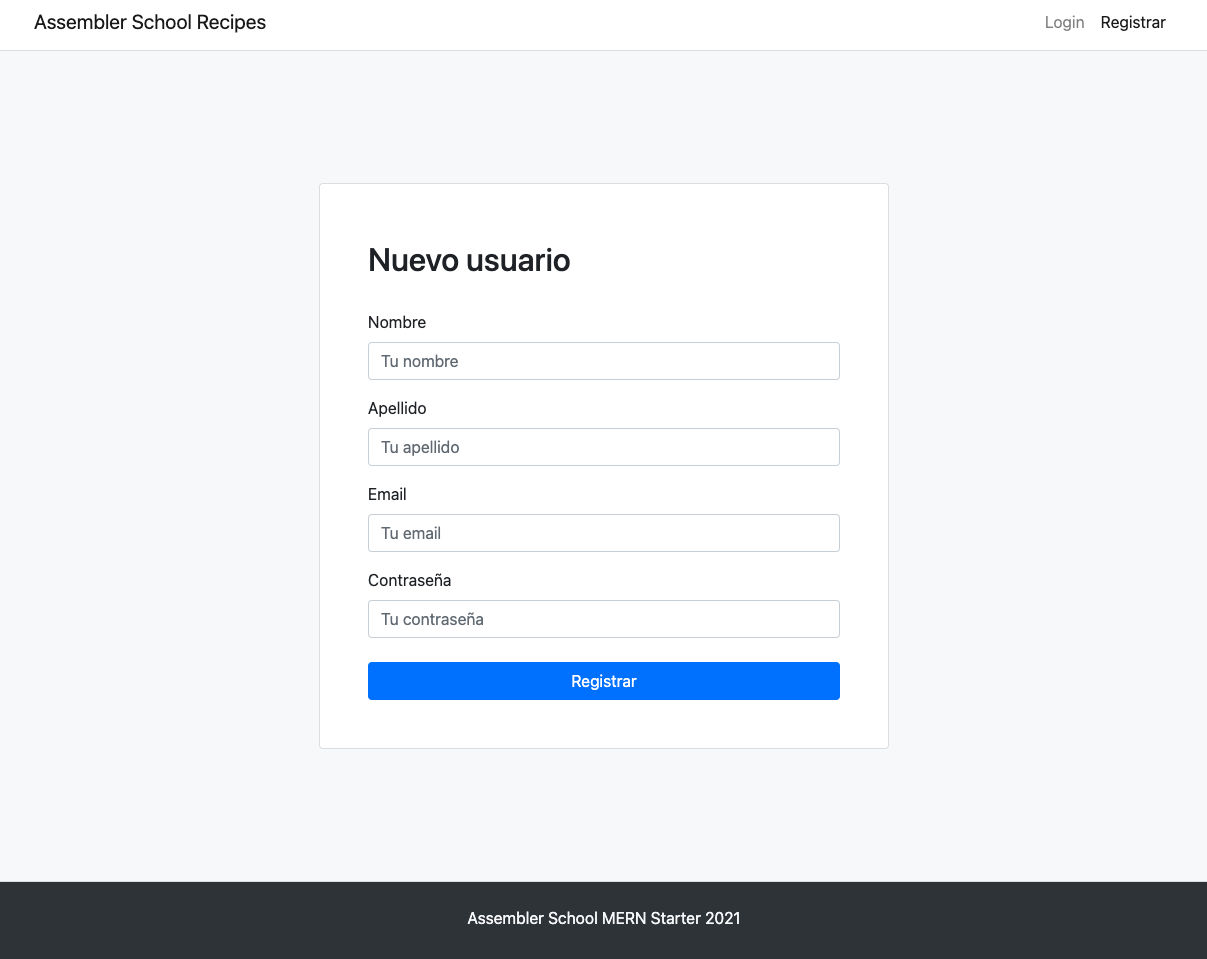 Assembler School Recipes
Login Registrar
Nuevo usuario
Nombre
Tu nombre
Apellido
Tu apellido
Email
Tu email
Contraseña
Tu contraseña
Registrar
Assembler School MERN Starter 2021